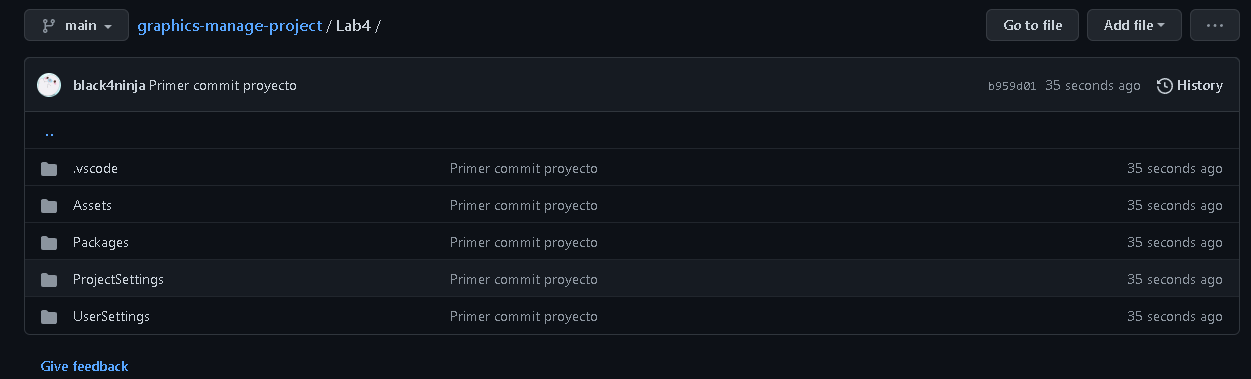 main graphics-manage-project / Lab4 / Go to file Add file ...
black4ninja Primer commit proyecto b959d01 35 seconds ago History
..
.vscode Primer commit proyecto 35 seconds ago
Assets Primer commit proyecto 35 seconds ago
Packages Primer commit proyecto 35 seconds ago
ProjectSettings Primer commit proyecto 35 seconds ago
UserSettings Primer commit proyecto 35 seconds ago
Give feedback